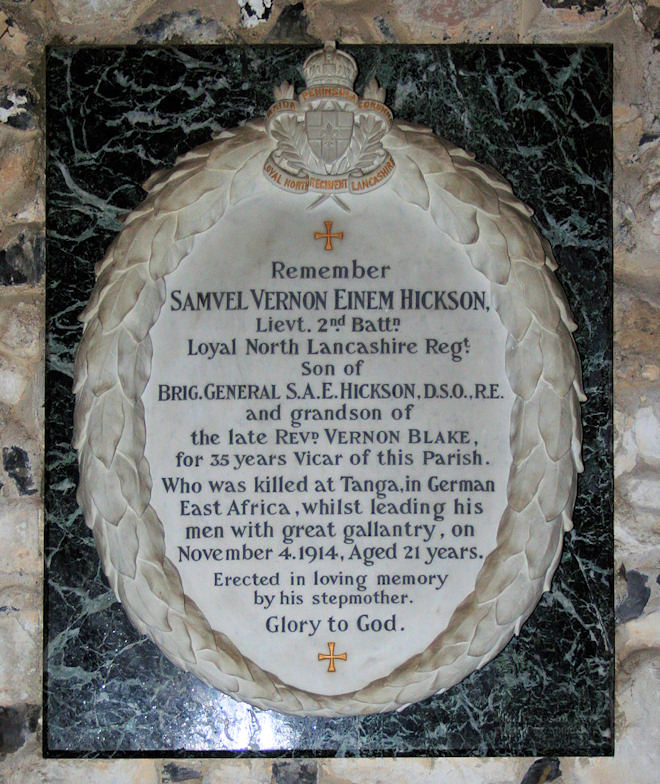 TARIFA PENINSULA CORUNNA
LOYAL NORTH REGIMENT LANCASHIRE
Remember
SAMVEL VERNON EINEM HICKSON,
Lievt. 2nd Battn.
Loyal North Lancashire Regt.
Son of
BRIG.GENERAL S.A.E.HICKSON, D.S.O., R.E.
and grandson of
the late REVD. VERNON BLAKE,
for 35 years Vicar of this Parish.
Who was killed at Tanga, in German
East Africa, whilst leading his
men with great gallantry, on
November 4. 1914, Aged 21 years.
Erected in loving memory
by his stepmother.
Glory to God.